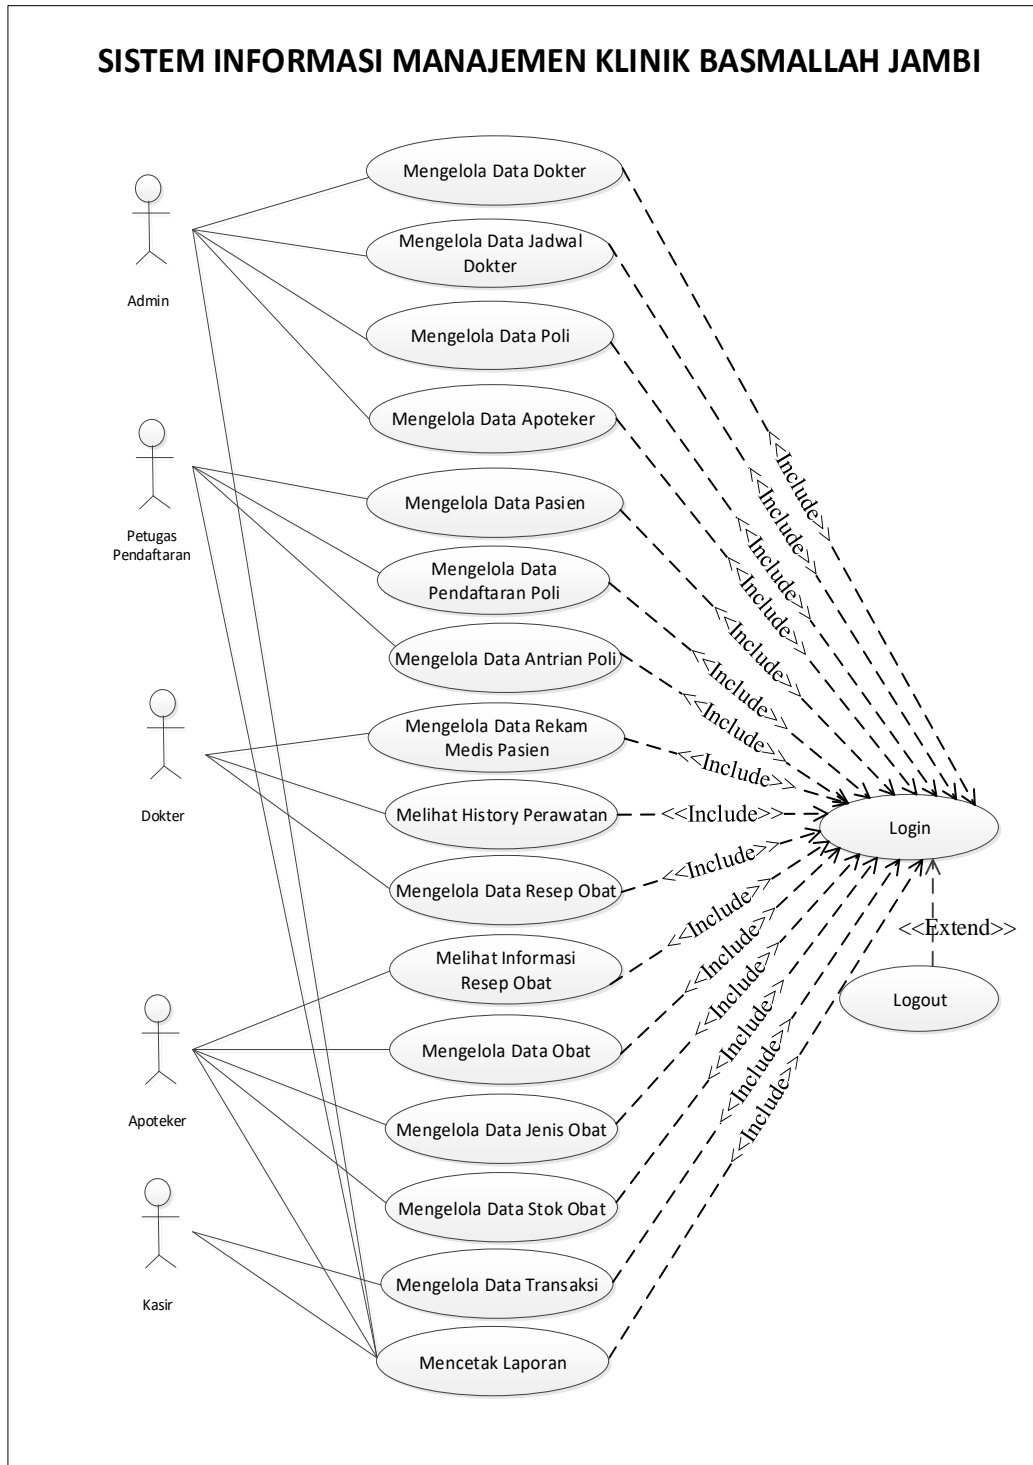 SISTEM INFORMASI MANAJEMEN KLINIK BASMALLAH JAMBI
Mengelola Data Dokter
Mengelola Data Jadwal
Dokter
Admin
Mengelola Data Poli
Mengelola Data Apoteker
<<Include>>
<<Include>>
<<Include>>
<<Include>>
Mengelola Data Pasien
Petugas
Pendaftaran
Mengelola Data
Pendaftaran Poli
<<Include>>
Mengelola Data Antrian Poli
<<Include>>
<<Include>>
Mengelola Data Rekam
Medis Pasien
<<Include>>
Dokter
Melihat History Perawatan
<<Include>>
Login
Mengelola Data Resep Obat
<<Include>>
<<Extend>>
Melihat Informasi
Resep Obat
<<Include>>
Logout
Mengelola Data Obat
<<Include>>
Apoteker
Mengelola Data Jenis Obat
<<Include>>
Mengelola Data Stok Obat
<<Include>>
Mengelola Data Transaksi
<<Include>>
Kasir
Mencetak Laporan
<<Include>>